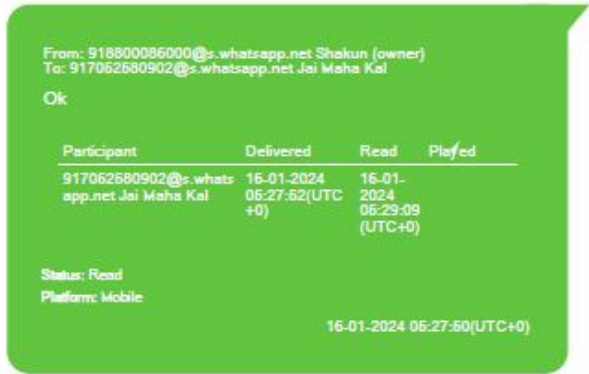 From: 918800086000@s.whatsapp.net Shakun (owner)
To: 917062680902@s.whatsapp.net Jai Maha Kal
Ok
Participant Delivered Read Played
917062680902@s.whats 16-01-2024 16-01-
app.net Jai Maha Kal 05:27:52(UTC 2024
+0) 05:29:09
(UTC+0)
Status: Read
Platform: Mobile
16-01-2024 05:27:50(UTC+0)